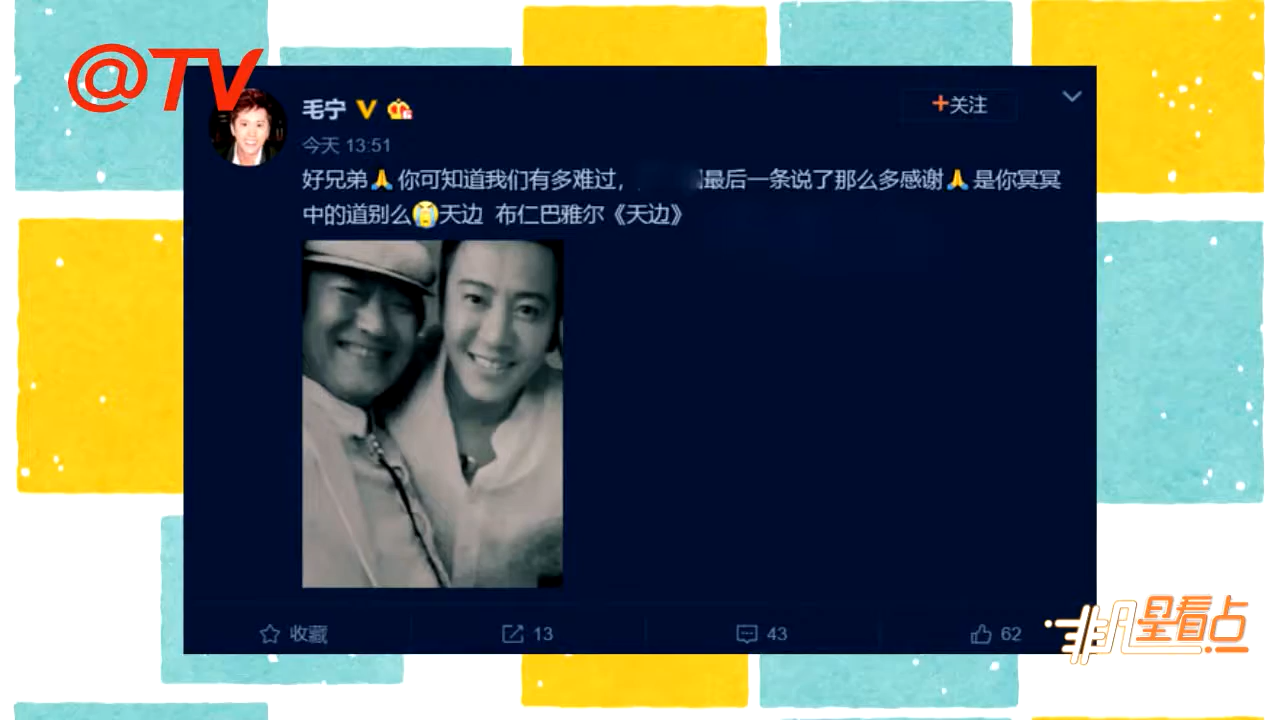 @TV
毛宁
+关注
今天 13:51
好兄弟🙏你可知道我们有多难过，最后一条说了那么多感谢🙏是你冥冥
中的道别么😭天边 布仁巴雅尔《天边》
收藏
13
43
62
非凡星看点